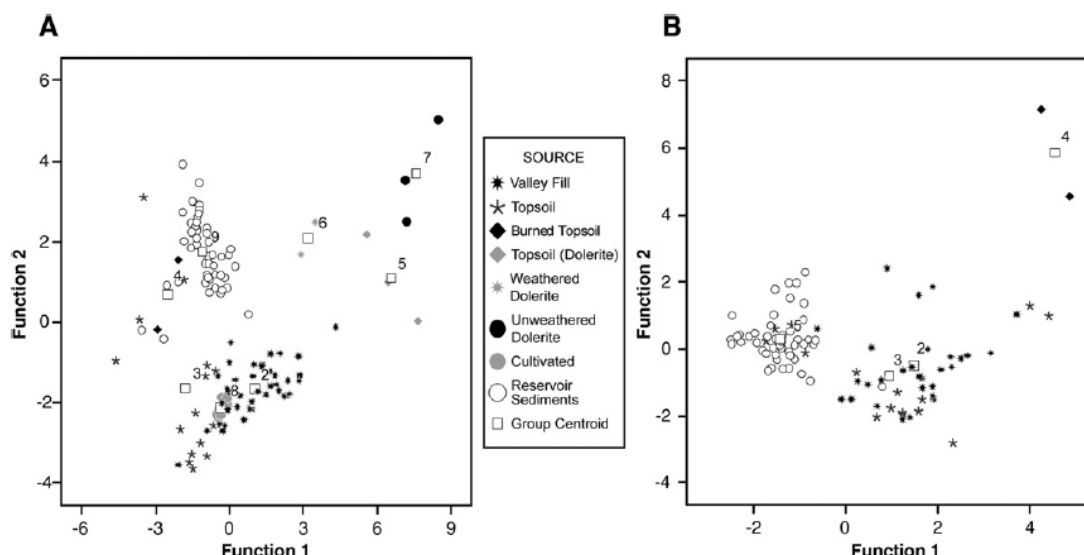 A
B
Function 2
6
4
2
0
-2
-4
-6
-3
0
3
6
9
Function 1
7
6
5
9
4
3
8
2
SOURCE
Valley Fill
Topsoil
Burned Topsoil
Topsoil (Dolerite)
Weathered
Dolerite
Unweathered
Dolerite
Cultivated
Reservoir
Sediments
Group Centroid
Function 2
8
6
4
2
0
-2
-4
-2
0
2
4
Function 1
4
5
3
2